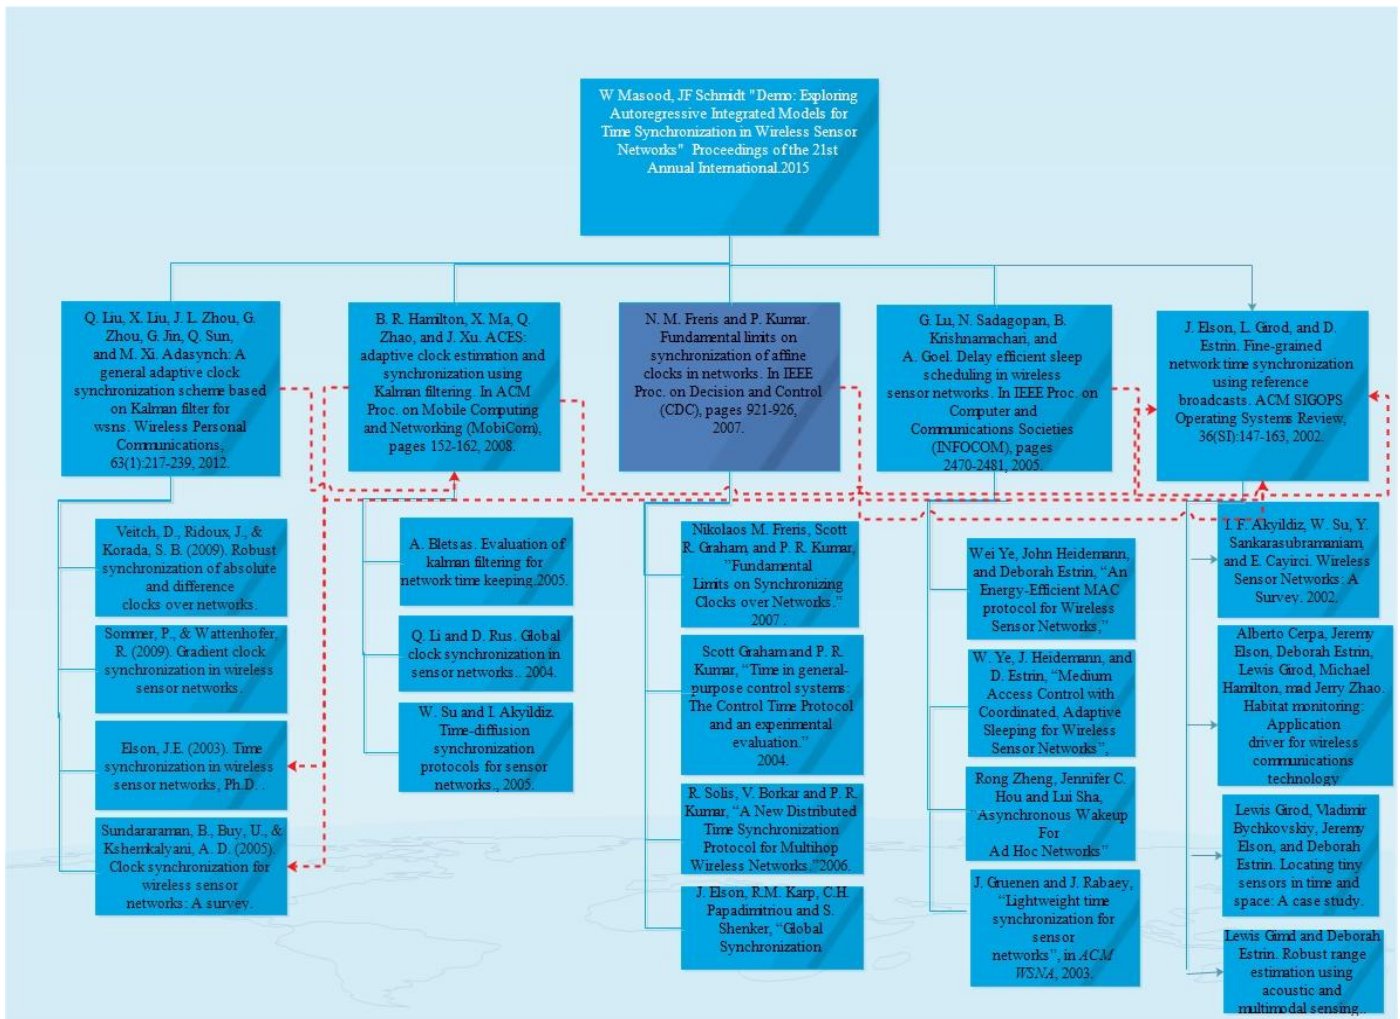 W Masood, JF Schmidt "Demo: Exploring
Autoregressive Integrated Models for
Time Synchronization in Wireless Sensor
Networks" Proceedings of the 21st
Annual International.2015
Q. Liu, X. Liu, J. L. Zhou, G.
Zhou, G. Jin, Q. Sun,
and M. Xi. Adasynch: A
general adaptive clock
synchronization scheme based
on Kalman filter for
wsns. Wireless Personal
Communications,
63(1):217-239, 2012.
B. R. Hamilton, X. Ma, Q.
Zhao, and J. Xu. ACES:
adaptive clock estimation and
synchronization using
Kalman filtering. In ACM
Proc. on Mobile Computing
and Networking (MobiCom),
pages 152-162, 2008.
N. M. Freris and P. Kumar.
Fundamental limits on
synchronization of affine
clocks in networks. In IEEE
Proc. on Decision and Control
(CDC), pages 921-926,
2007.
G. Lu, N. Sadagopan, B.
Krishnamachari, and
A. Goel. Delay efficient sleep
scheduling in wireless
sensor networks. In IEEE Proc. on
Computer and
Communications Societies
(INFOCOM), pages
2470-2481, 2005.
J. Elson, L. Girod, and D.
Estrin. Fine-grained
network time synchronization
using reference
broadcasts. ACM SIGOPS
Operating Systems Review,
36(SI):147-163, 2002.
Veitch, D., Ridoux, J., &
Korada, S. B. (2009). Robust
synchronization of absolute
and difference
clocks over networks.
Sommer, P., & Wattenhofer,
R. (2009). Gradient clock
synchronization in wireless
sensor networks.
Elson, J.E. (2003). Time
synchronization in wireless
sensor networks, Ph.D. .
Sundararaman, B., Buy, U., &
Kshemkalyani, A. D. (2005).
Clock synchronization for
wireless sensor
networks: A survey.
A. Bletsas. Evaluation of
kalman filtering for
network time keeping.2005.
Q. Li and D. Rus. Global
clock synchronization in
sensor networks.. 2004.
W. Su and I. Akyildiz.
Time-diffusion
synchronization
protocols for sensor
networks., 2005.
Nikolaos M. Freris, Scott
R. Graham, and P. R. Kumar,
"Fundamental
Limits on Synchronizing
Clocks over Networks."
2007 .
Scott Graham and P. R.
Kumar, “Time in general-
purpose control systems:
The Control Time Protocol
and an experimental
evaluation.”
2004.
R. Solis, V. Borkar and P. R.
Kumar, “A New Distributed
Time Synchronization
Protocol for Multihop
Wireless Networks.”2006.
J. Elson, R.M. Karp, C.H.
Papadimitriou and S.
Shenker, “Global
Synchronization
Wei Ye, John Heidemann,
and Deborah Estrin, “An
Energy-Efficient MAC
protocol for Wireless
Sensor Networks,”
W. Ye, J. Heidemann, and
D. Estrin, “Medium
Access Control with
Coordinated, Adaptive
Sleeping for Wireless
Sensor Networks”,
Rong Zheng, Jennifer C.
Hou and Lui Sha,
"Asynchronous Wakeup
For
Ad Hoc Networks”
J. Gruenen and J. Rabaey,
“Lightweight time
synchronization for
sensor
networks”, in ACM
WSNA, 2003.
I. F. Akyildiz, W. Su, Y.
Sankarasubramaniam,
and E. Cayirci. Wireless
Sensor Networks: A
Survey. 2002.
Alberto Cerpa, Jeremy
Elson, Deborah Estrin,
Lewis Girod, Michael
Hamilton, mad Jerry Zhao.
Habitat monitoring:
Application
driver for wireless
communications
technology
Lewis Girod, Vladimir
Bychkovskiy, Jeremy
Elson, and Deborah
Estrin. Locating tiny
sensors in time and
space: A case study.
Lewis Gimd and Deborah
Estrin. Robust range
estimation using
acoustic and
multimodal sensing..